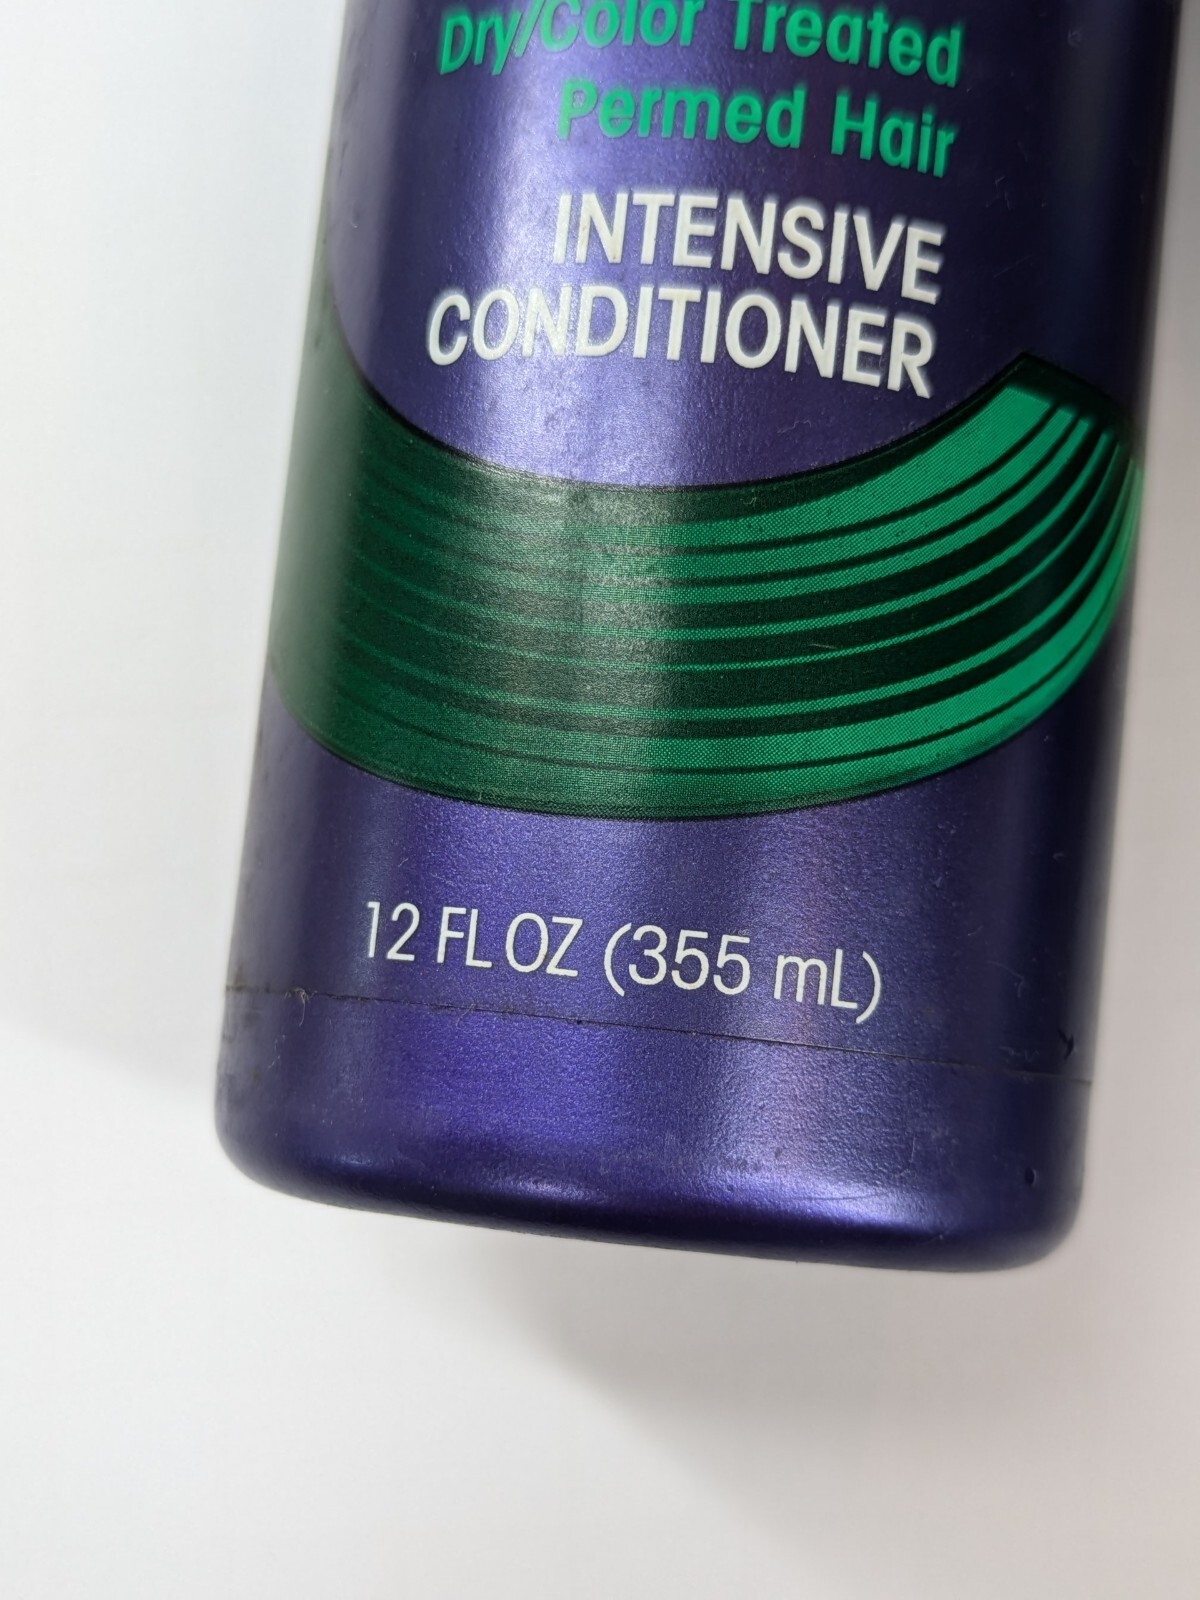 Dry/Color Treated
Permed Hair
INTENSIVE
CONDITIONER
12 FL OZ (355 mL)